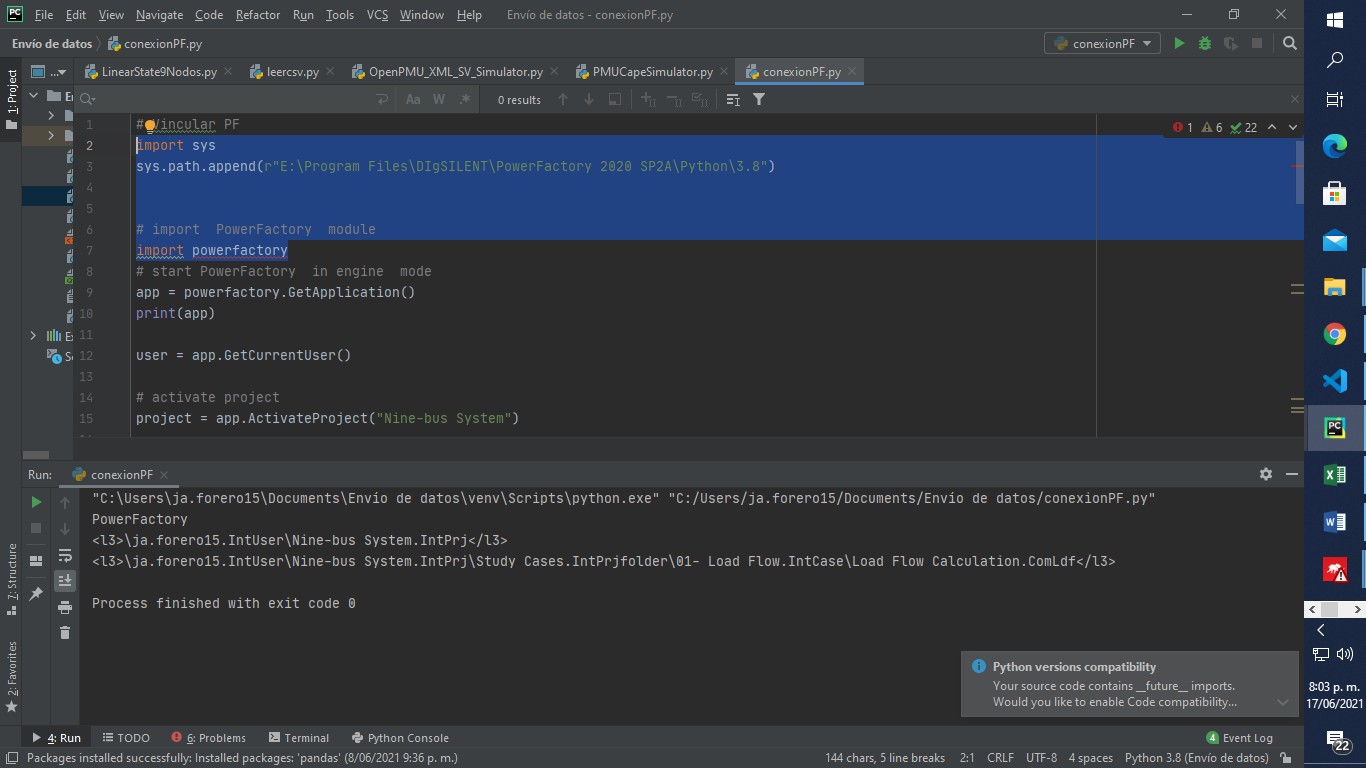 PC File Edit View Navigate Code Refactor Run Tools VCS Window Help Envío de datos - conexionPF.py
Envío de datos conexionPF.py conexionPF
LinearState9Nodos.py leercsv.py OpenPMU_XML_SV_Simulator.py PMUCapeSimulator.py conexionPF.py
1: Project
Aa W .* 0 results
1 # Vincular PF
1 6 22
2 import sys
3 sys.path.append(r"E:\Program Files\DIgSILENT\PowerFactory 2020 SP2A\Python\3.8")
4
5
6 # import  PowerFactory  module
7 import powerfactory
8 # start PowerFactory  in engine  mode
9 app = powerfactory.GetApplication()
10 print(app)
11
12 user = app.GetCurrentUser()
13
14 # activate project
15 project = app.ActivateProject("Nine-bus System")
Run: conexionPF
"C:\Users\ja.forero15\Documents\Envio de datos\venv\Scripts\python.exe" "C:/Users/ja.forero15/Documents/Envio de datos/conexionPF.py"
PowerFactory
<l3>\ja.forero15.IntUser\Nine-bus System.IntPrj</l3>
<l3>\ja.forero15.IntUser\Nine-bus System.IntPrj\Study Cases.IntPrjfolder\01- Load Flow.IntCase\Load Flow Calculation.ComLdf</l3>
Process finished with exit code 0
7: Structure
2: Favorites
Python versions compatibility
Your source code contains __future__ imports.
Would you like to enable Code compatibility...
4: Run TODO 6: Problems Terminal Python Console 4 Event Log
Packages installed successfully: Installed packages: 'pandas' (8/06/2021 9:36 p. m.) 144 chars, 5 line breaks 2:1 CRLF UTF-8 4 spaces Python 3.8 (Envío de datos)
PC
8:03 p. m.
17/06/2021
22